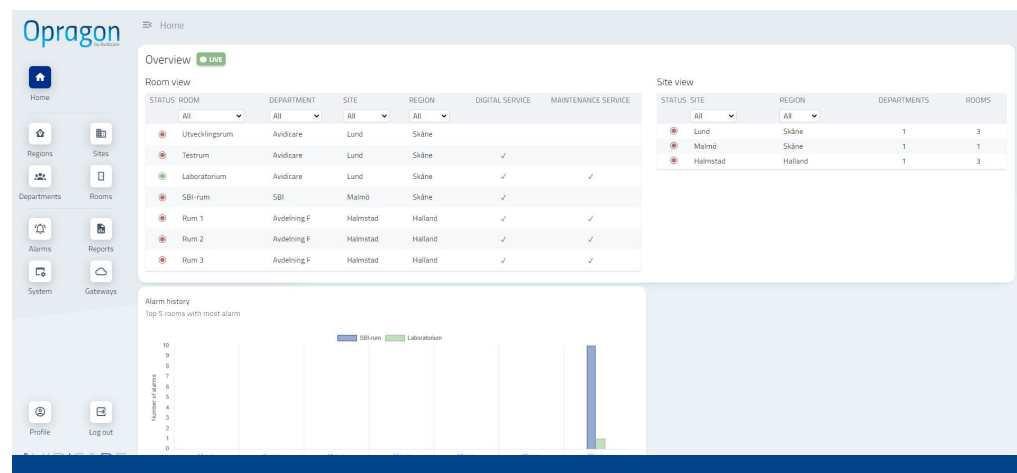 Opragon
by Avidicare
Home
Home
Regions
Sites
Departments
Rooms
Alarms
Reports
System
Gateways
Profile
Log out
Overview LIVE
Room view
STATUS ROOM DEPARTMENT SITE REGION DIGITAL SERVICE MAINTENANCE SERVICE
All All All All
Utvecklingsrum Avidicare Lund Skåne
Testrum Avidicare Lund Skåne ✓
Laboratorium Avidicare Lund Skåne ✓ ✓
SBI-rum SBI Malmö Skåne ✓
Rum 1 Avdelning F Halmstad Halland ✓ ✓
Rum 2 Avdelning F Halmstad Halland ✓ ✓
Rum 3 Avdelning F Halmstad Halland ✓ ✓
Site view
STATUS SITE REGION DEPARTMENTS ROOMS
All All
Lund Skåne 1 3
Malmö Skåne 1 1
Halmstad Halland 1 3
Alarm history
Top 5 rooms with most alarm
SBI-rum Laboratorium
Number of alarms
10
9
8
7
6
5
4
3
2
1
0